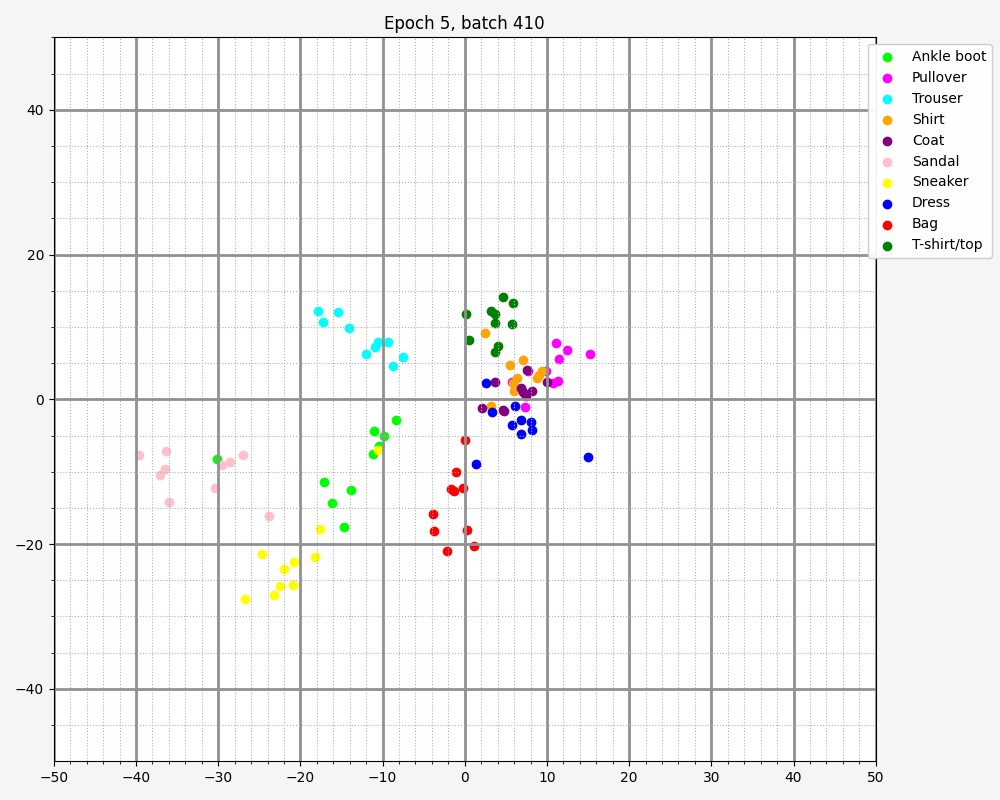 Epoch 5, batch 410
Ankle boot
Pullover
Trouser
Shirt
Coat
Sandal
Sneaker
Dress
Bag
T-shirt/top
40
20
0
−20
−40
−50 −40 −30 −20 −10 0 10 20 30 40 50